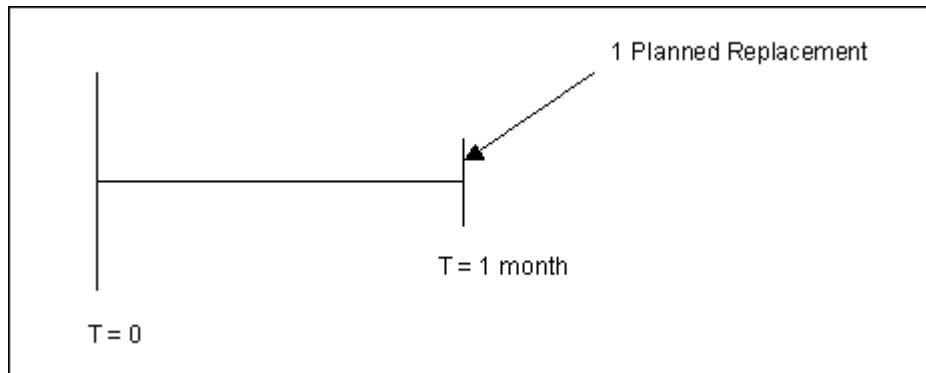 1 Planned Replacement
T = 1 month
T = 0